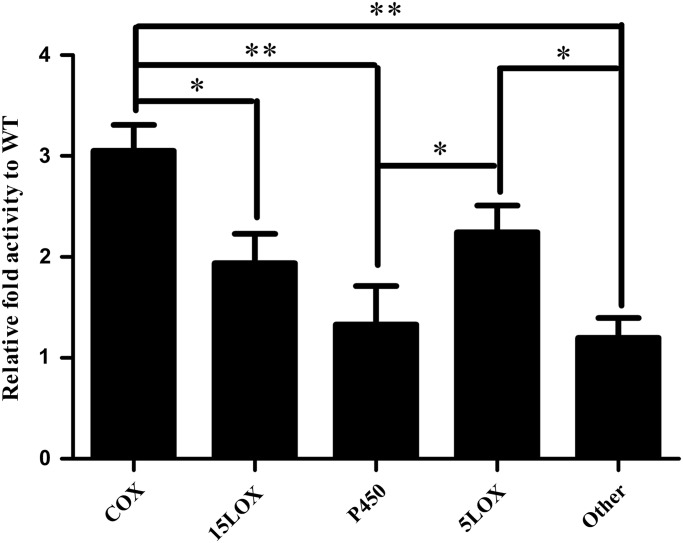 **
4
**
*
*
3
*
2
1
0
Relative fold activity to WT
COX
15LOX
P450
5LOX
Other